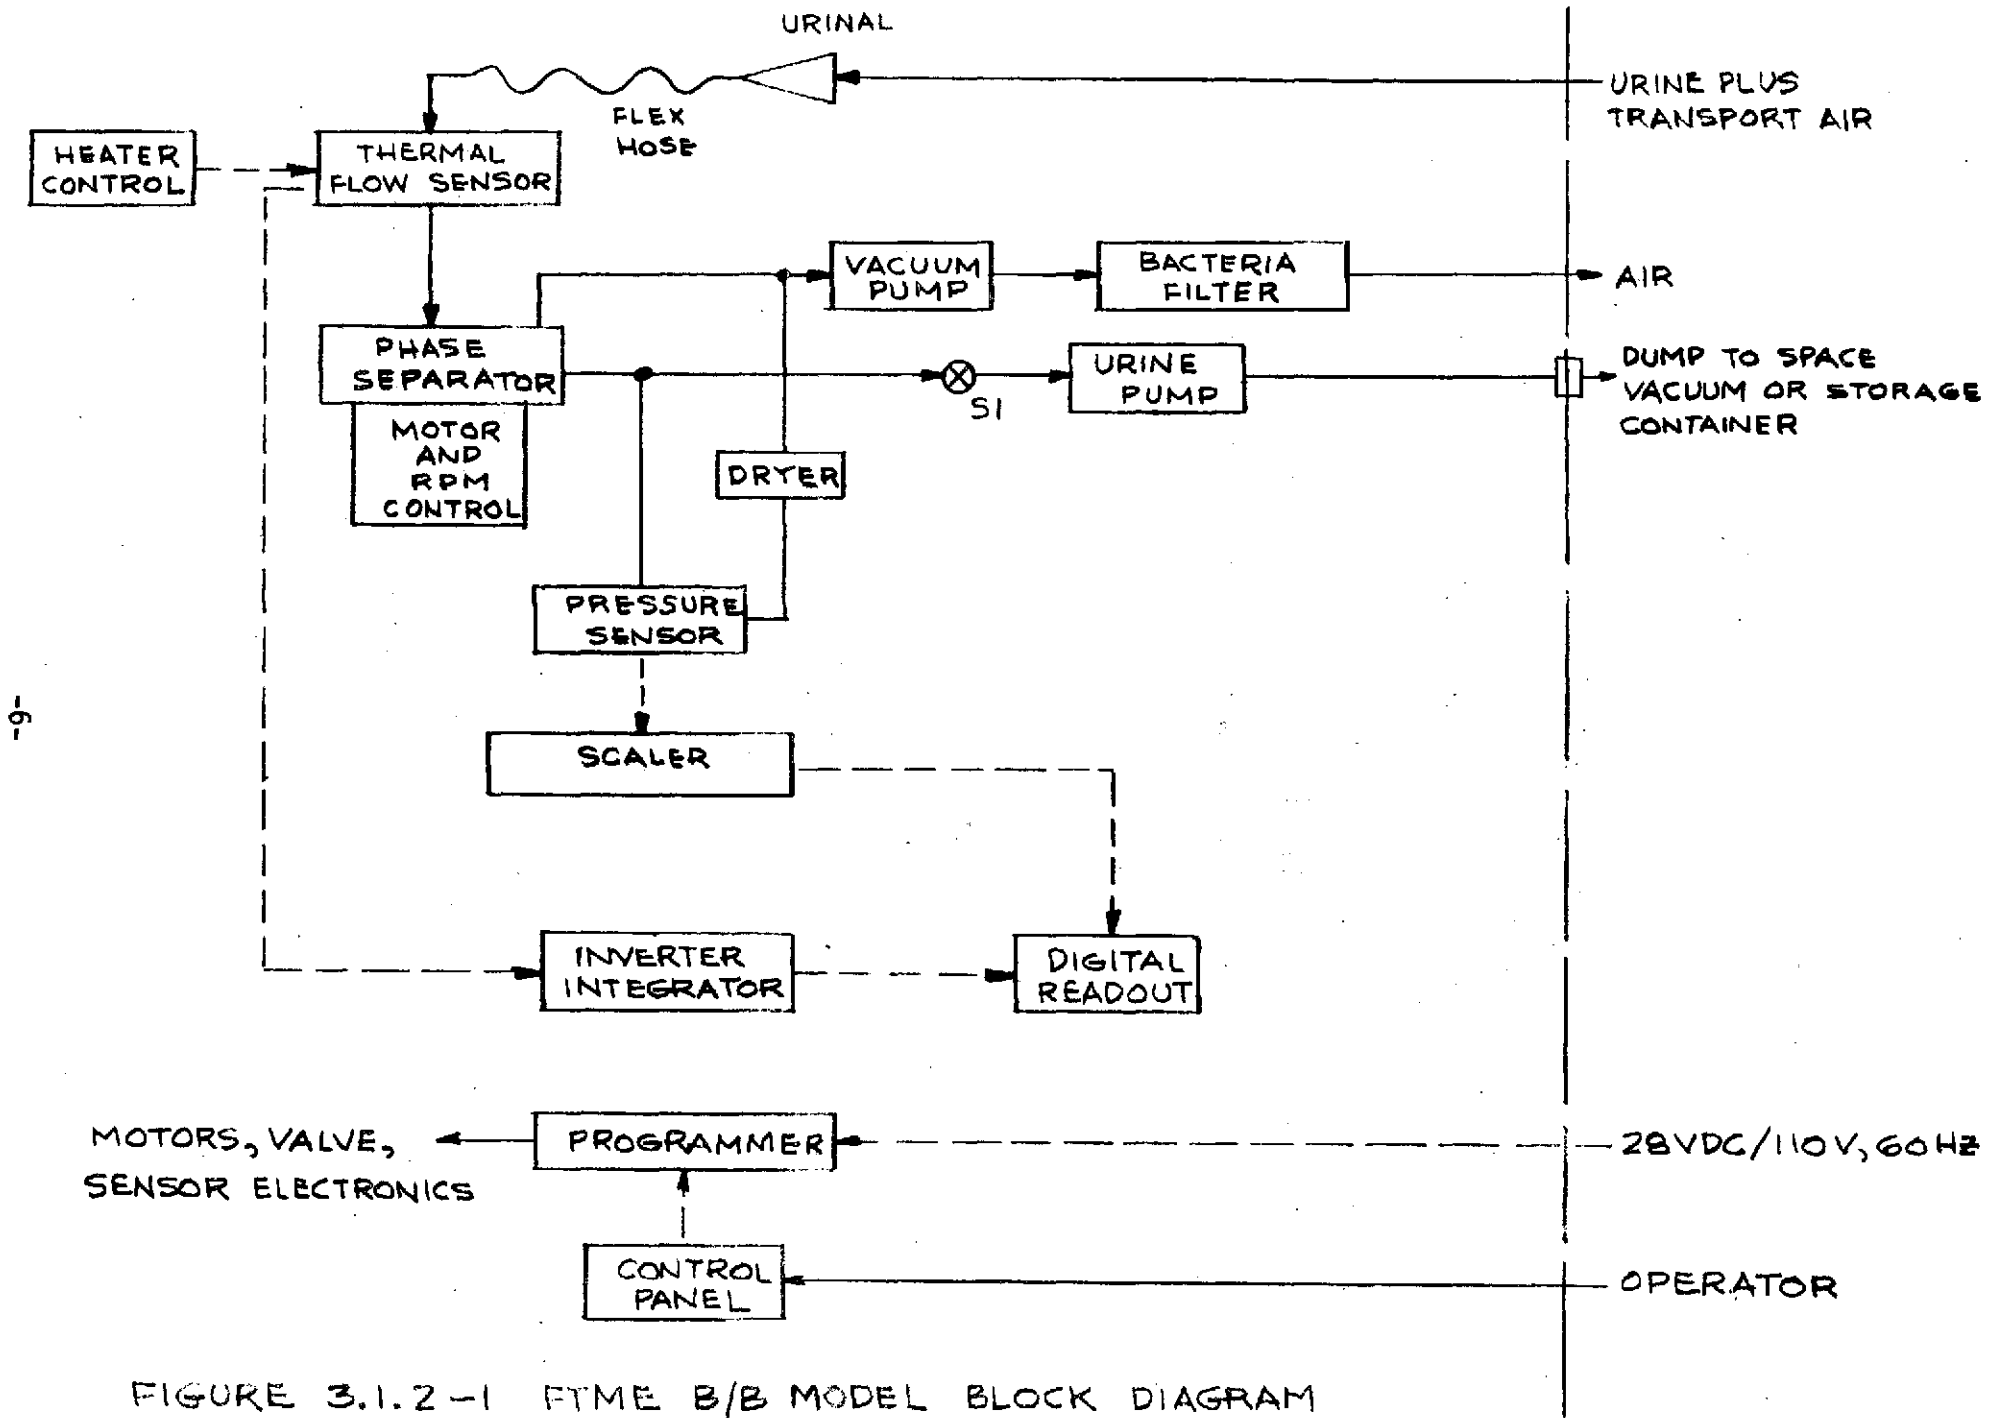 URINAL
URINE PLUS
TRANSPORT AIR
FLEX
HOSE
HEATER
CONTROL
THERMAL
FLOW SENSOR
VACUUM
PUMP
BACTERIA
FILTER
AIR
PHASE
SEPARATOR
S1
URINE
PUMP
DUMP TO SPACE
VACUUM OR STORAGE
CONTAINER
MOTOR
AND
RPM
CONTROL
DRYER
PRESSURE
SENSOR
-6-
SCALER
INVERTER
INTEGRATOR
DIGITAL
READOUT
MOTORS, VALVE,
SENSOR ELECTRONICS
PROGRAMMER
28VDC/110V, 60HZ
CONTROL
PANEL
OPERATOR
FIGURE 3.1.2-1 FTME B/B MODEL BLOCK DIAGRAM